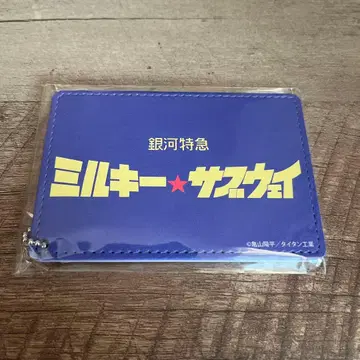 銀河特急
ミルキー★サブウェイ
©亀山陽平／タイタン工業